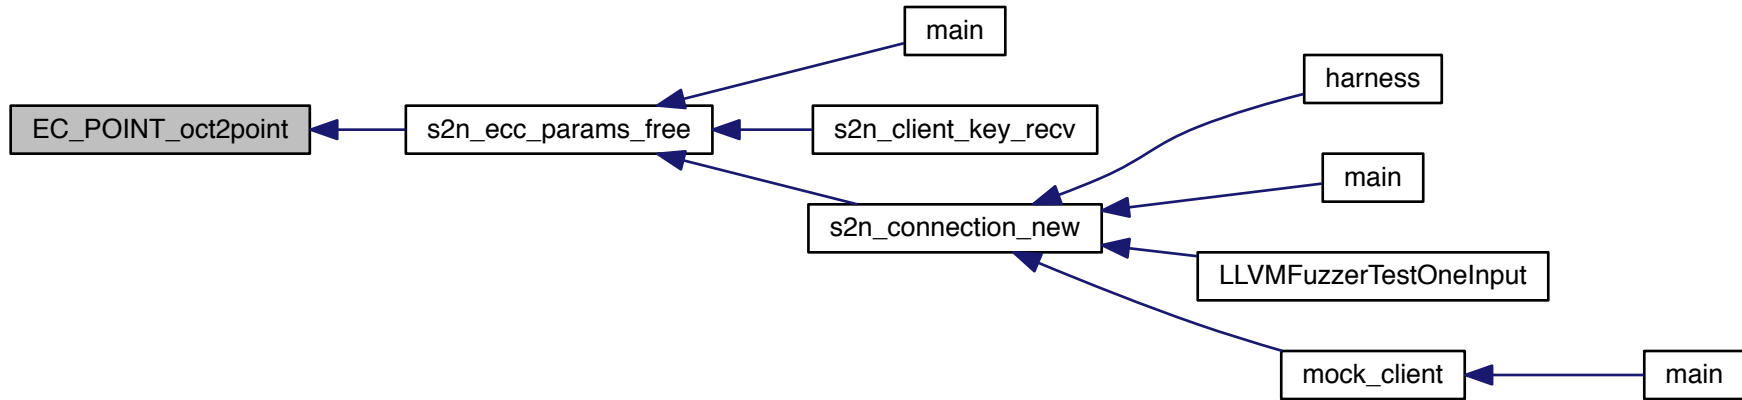 main
harness
EC_POINT_oct2point
s2n_ecc_params_free
s2n_client_key_recv
main
s2n_connection_new
LLVMFuzzerTestOneInput
mock_client
main